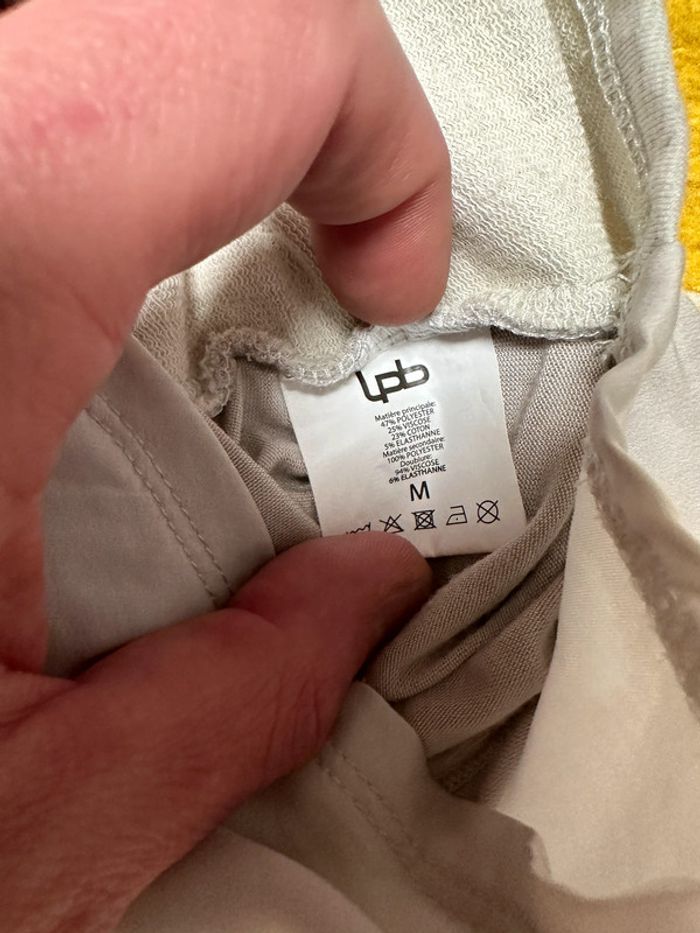 lpb
Matière principale:
47% POLYESTER
25% VISCOSE
23% COTON
5% ELASTHANNE
Matière secondaire:
100% POLYESTER
Doublure:
94% VISCOSE
6% ELASTHANNE
M